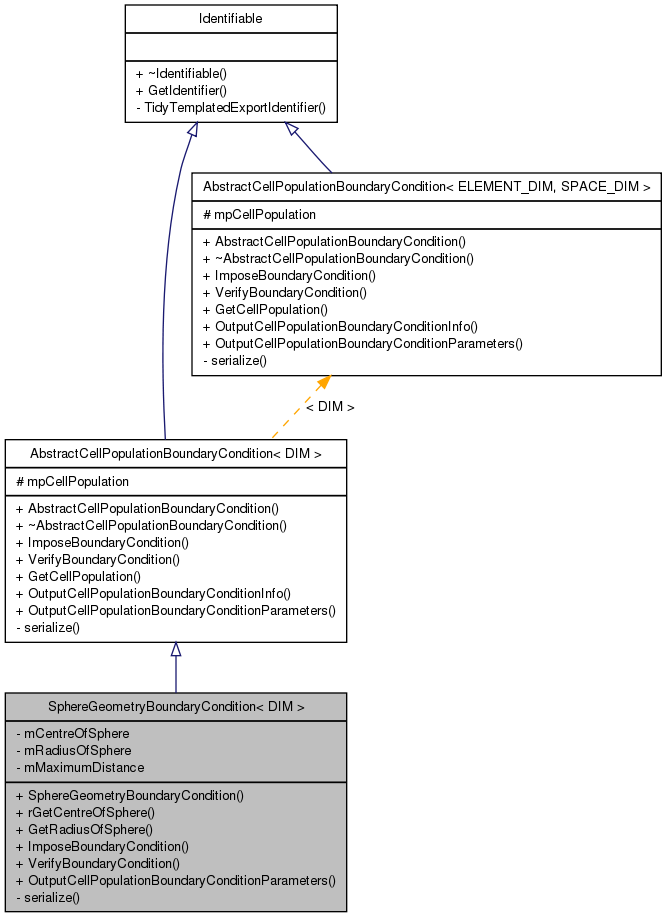 Identifiable
+ ~Identifiable()
+ GetIdentifier()
- TidyTemplatedExportIdentifier()
AbstractCellPopulationBoundaryCondition< ELEMENT_DIM, SPACE_DIM >
# mpCellPopulation
+ AbstractCellPopulationBoundaryCondition()
+ ~AbstractCellPopulationBoundaryCondition()
+ ImposeBoundaryCondition()
+ VerifyBoundaryCondition()
+ GetCellPopulation()
+ OutputCellPopulationBoundaryConditionInfo()
+ OutputCellPopulationBoundaryConditionParameters()
- serialize()
< DIM >
AbstractCellPopulationBoundaryCondition< DIM >
# mpCellPopulation
+ AbstractCellPopulationBoundaryCondition()
+ ~AbstractCellPopulationBoundaryCondition()
+ ImposeBoundaryCondition()
+ VerifyBoundaryCondition()
+ GetCellPopulation()
+ OutputCellPopulationBoundaryConditionInfo()
+ OutputCellPopulationBoundaryConditionParameters()
- serialize()
SphereGeometryBoundaryCondition< DIM >
- mCentreOfSphere
- mRadiusOfSphere
- mMaximumDistance
+ SphereGeometryBoundaryCondition()
+ rGetCentreOfSphere()
+ GetRadiusOfSphere()
+ ImposeBoundaryCondition()
+ VerifyBoundaryCondition()
+ OutputCellPopulationBoundaryConditionParameters()
- serialize()